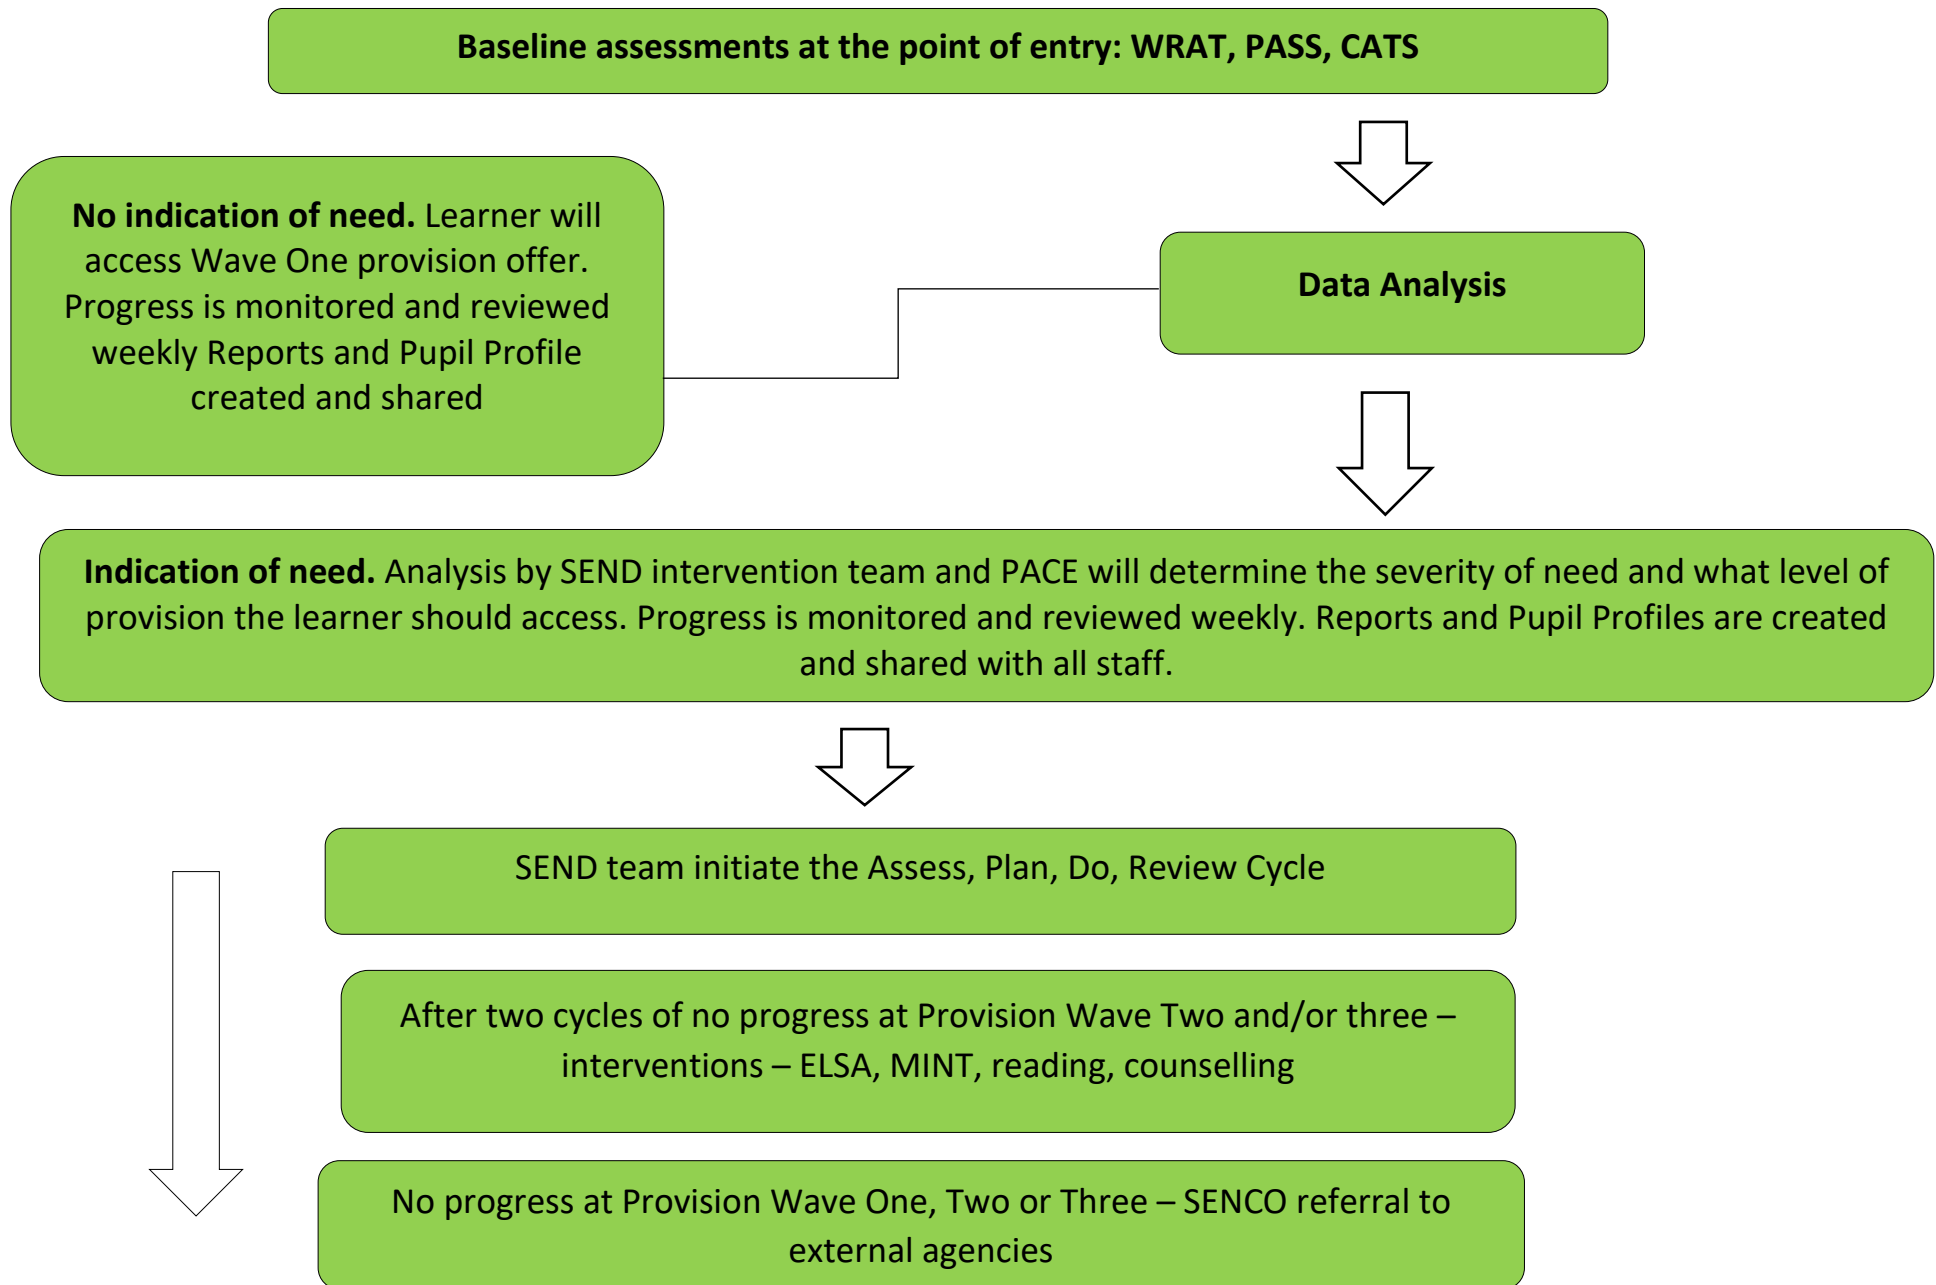 Baseline assessments at the point of entry: WRAT, PASS, CATS
No indication of need. Learner will
access Wave One provision offer.
Progress is monitored and reviewed
weekly Reports and Pupil Profile
created and shared
Data Analysis
Indication of need. Analysis by SEND intervention team and PACE will determine the severity of need and what level of
provision the learner should access. Progress is monitored and reviewed weekly. Reports and Pupil Profiles are created
and shared with all staff.
SEND team initiate the Assess, Plan, Do, Review Cycle
After two cycles of no progress at Provision Wave Two and/or three –
interventions – ELSA, MINT, reading, counselling
No progress at Provision Wave One, Two or Three – SENCO referral to
external agencies